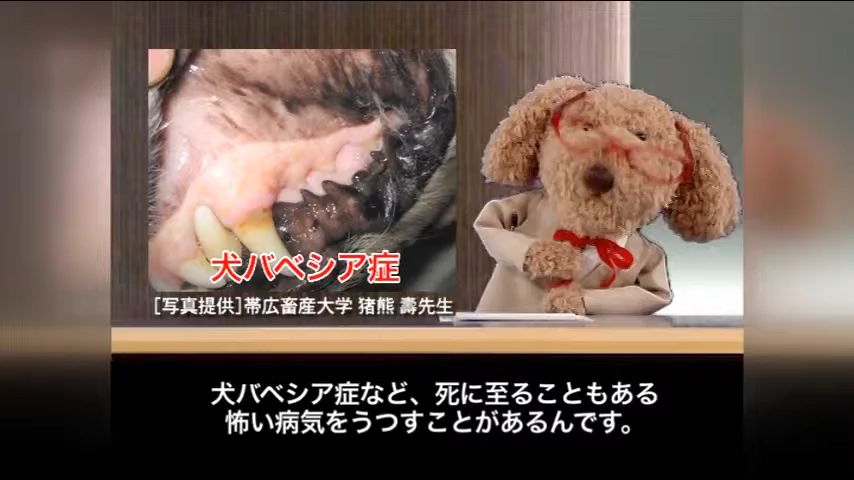 犬バベシア症
[写真提供]帯広畜産大学 猪熊 壽先生
犬バベシア症など、死に至ることもある
怖い病気をうつすことがあるんです。